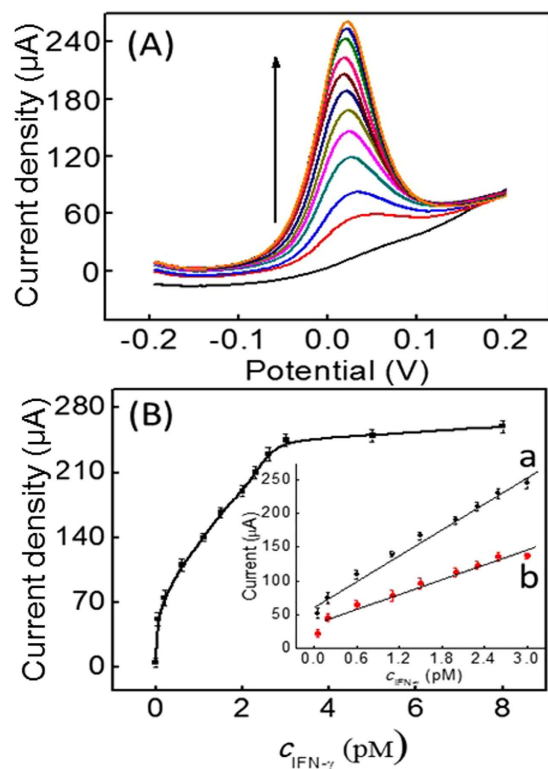 (A)
Current density (μA)
240
180
120
60
0
-0.2 -0.1 0.0 0.1 0.2
Potential (V)
(B)
Current density (μA)
280
210
140
70
0
0 2 4 6 8
cIFN-γ (pM)
a
b
Current (μA)
250
200
150
100
50
0
0.0 0.6 1.2 1.8 2.4 3.0
cIFN-γ (pM)